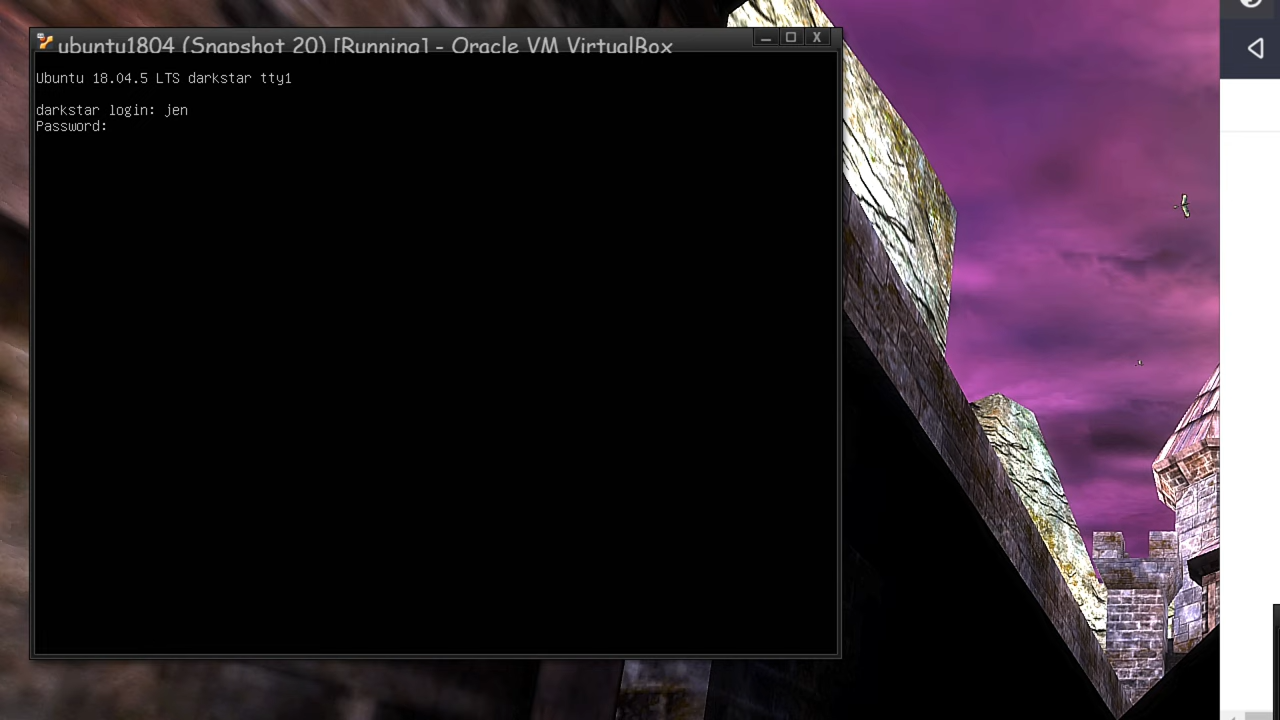 ubuntu1804 (Snapshot 20) [Running] - Oracle VM VirtualBox
Ubuntu 18.04.5 LTS darkstar tty1
darkstar login: jen
Password: